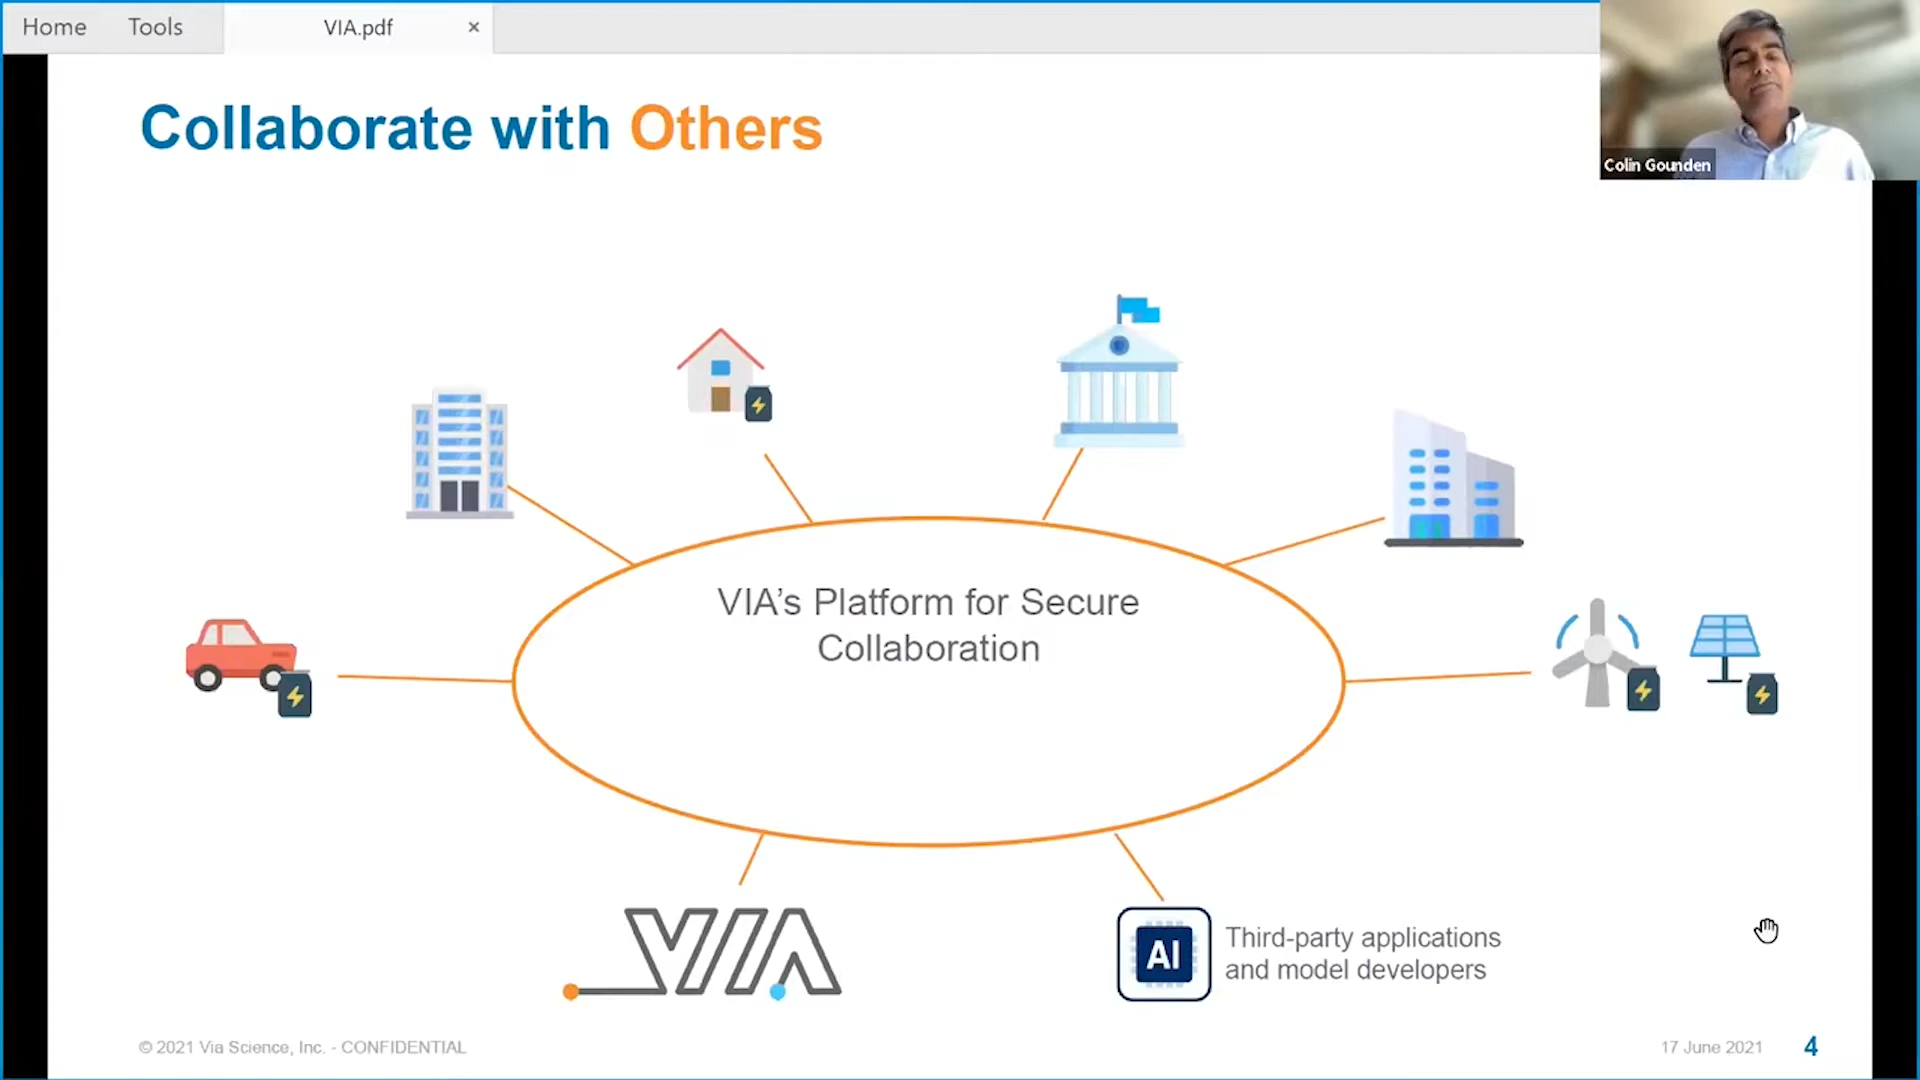 Home Tools VIA.pdf ×
Colin Gounden
Collaborate with Others
VIA’s Platform for Secure
Collaboration
VIA
AI
Third-party applications
and model developers
© 2021 Via Science, Inc. - CONFIDENTIAL
17 June 2021
4